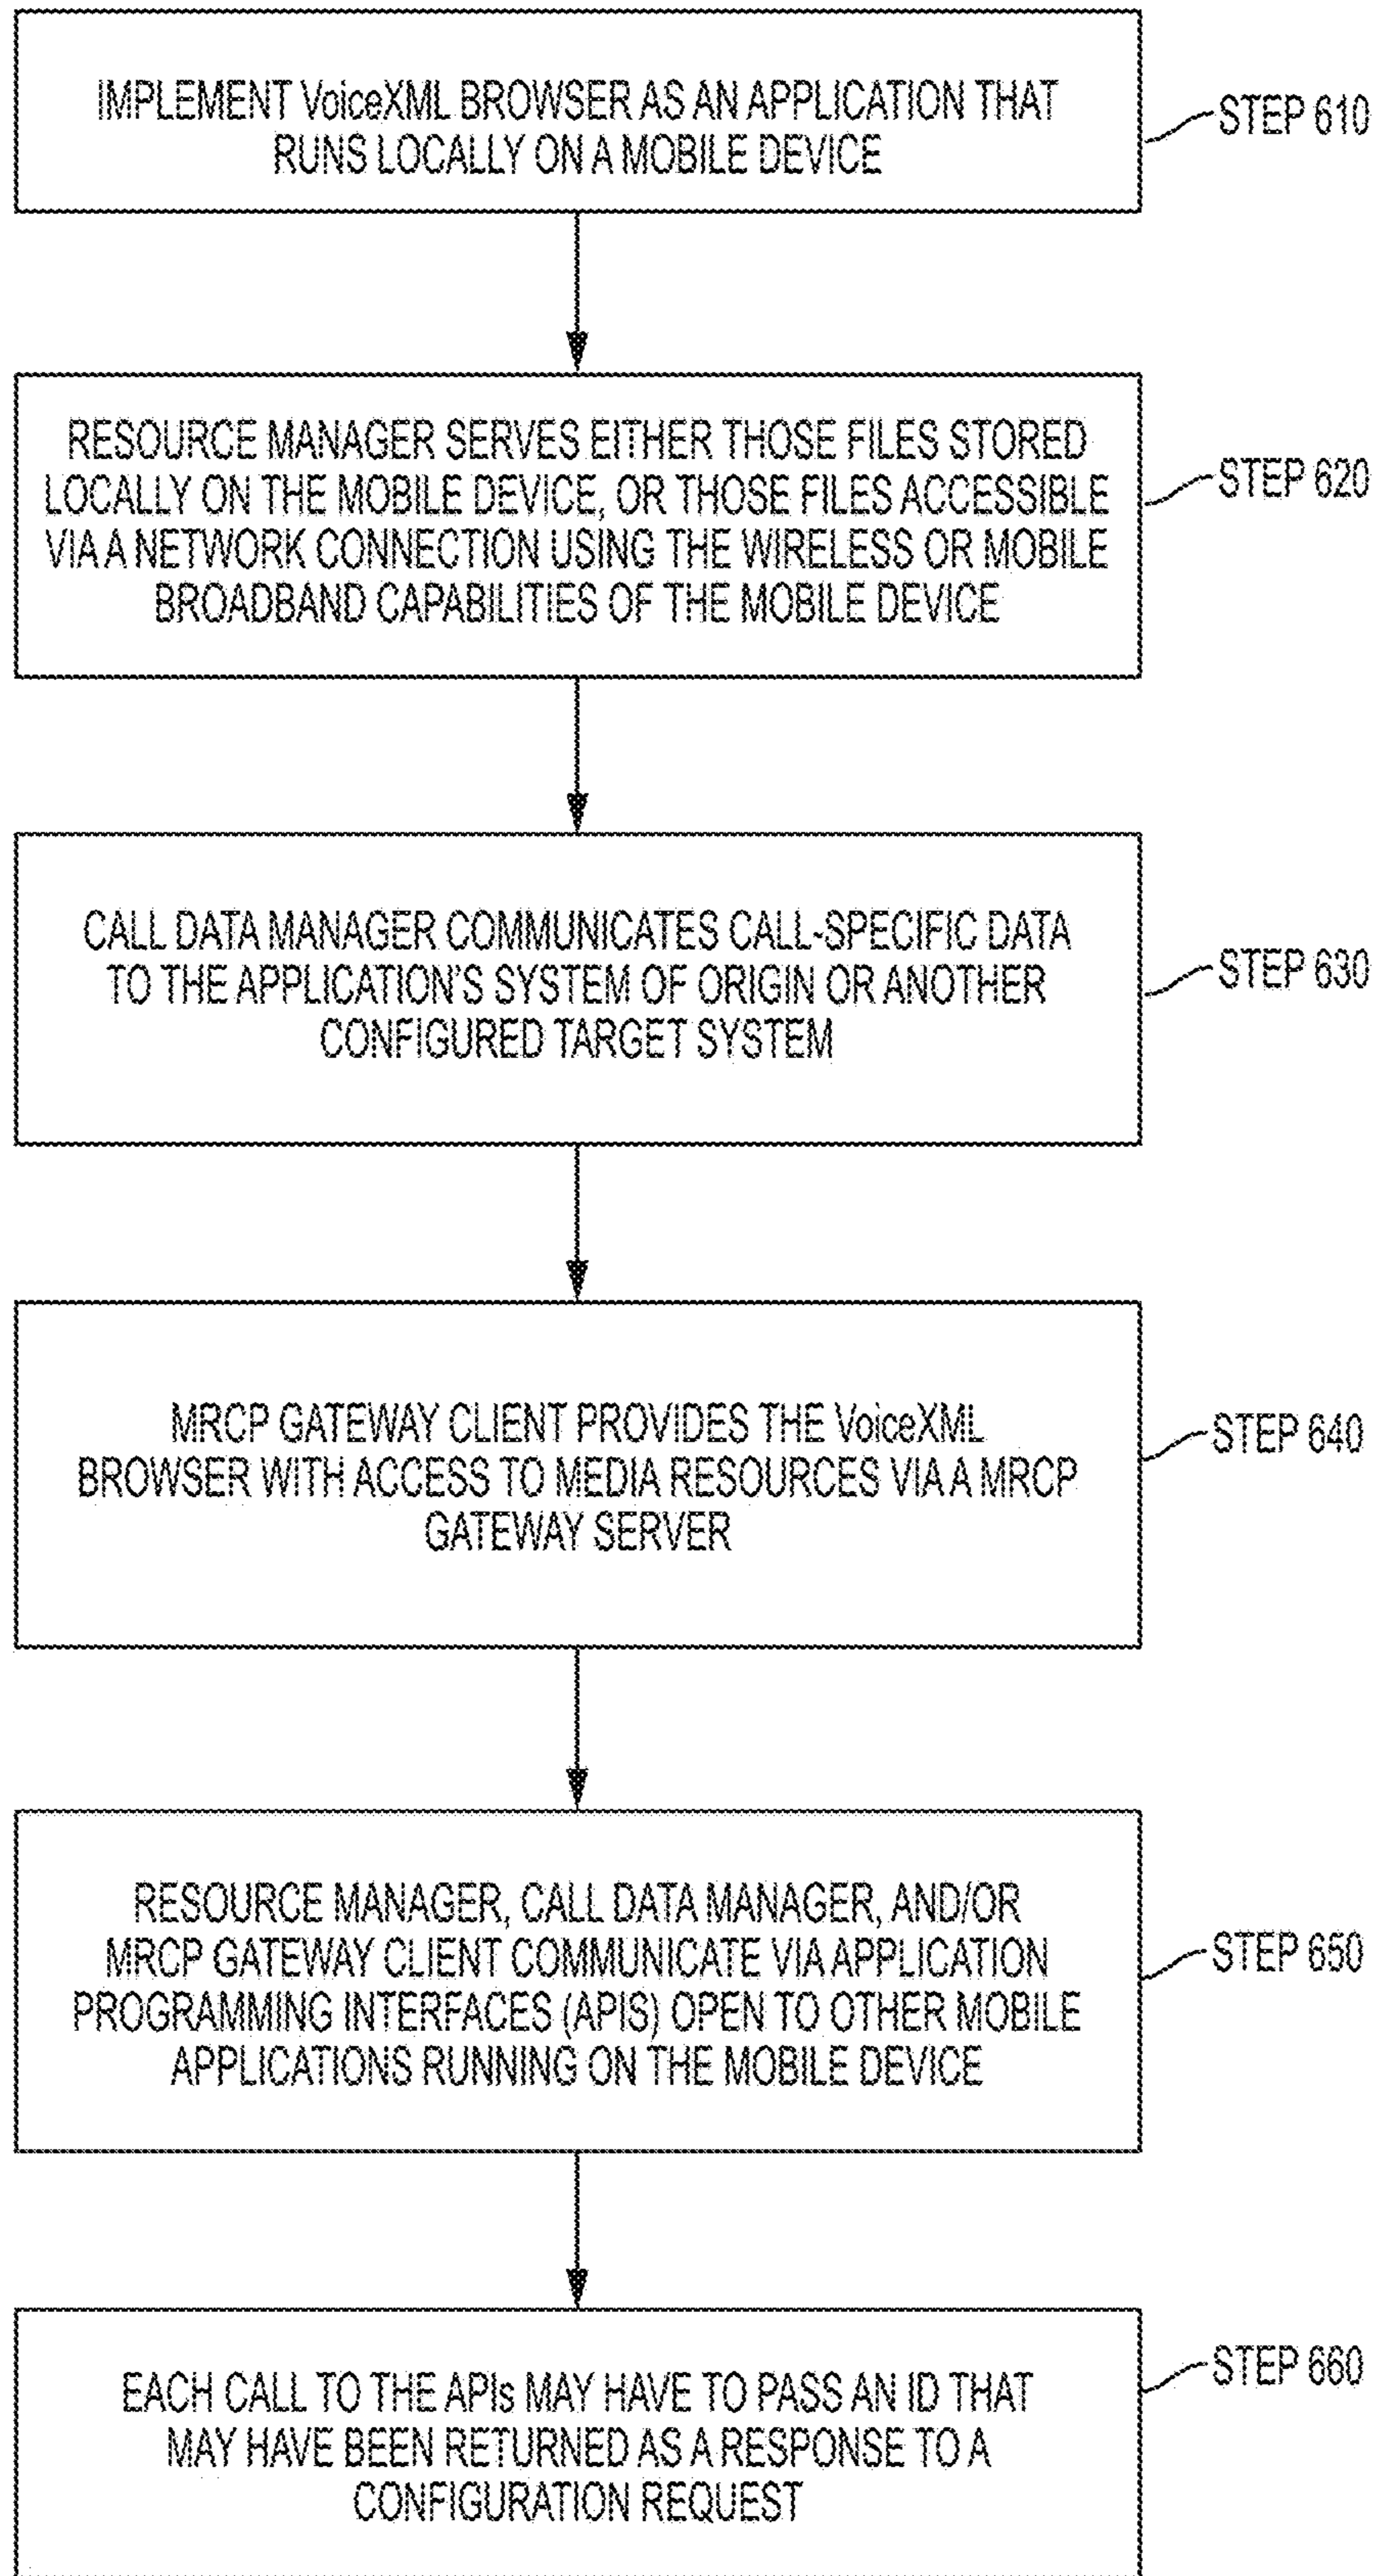 IMPLEMENT VoiceXML BROWSER AS AN APPLICATION THAT
RUNS LOCALLY ON A MOBILE DEVICE
STEP 610
RESOURCE MANAGER SERVES EITHER THOSE FILES STORED
LOCALLY ON THE MOBILE DEVICE, OR THOSE FILES ACCESSIBLE
VIA A NETWORK CONNECTION USING THE WIRELESS OR MOBILE
BROADBAND CAPABILITIES OF THE MOBILE DEVICE
STEP 620
CALL DATA MANAGER COMMUNICATES CALL-SPECIFIC DATA
TO THE APPLICATION'S SYSTEM OF ORIGIN OR ANOTHER
CONFIGURED TARGET SYSTEM
STEP 630
MRCP GATEWAY CLIENT PROVIDES THE VoiceXML
BROWSER WITH ACCESS TO MEDIA RESOURCES VIA A MRCP
GATEWAY SERVER
STEP 640
RESOURCE MANAGER, CALL DATA MANAGER, AND/OR
MRCP GATEWAY CLIENT COMMUNICATE VIA APPLICATION
PROGRAMMING INTERFACES (APIS) OPEN TO OTHER MOBILE
APPLICATIONS RUNNING ON THE MOBILE DEVICE
STEP 650
EACH CALL TO THE APIs MAY HAVE TO PASS AN ID THAT
MAY HAVE BEEN RETURNED AS A RESPONSE TO A
CONFIGURATION REQUEST
STEP 660